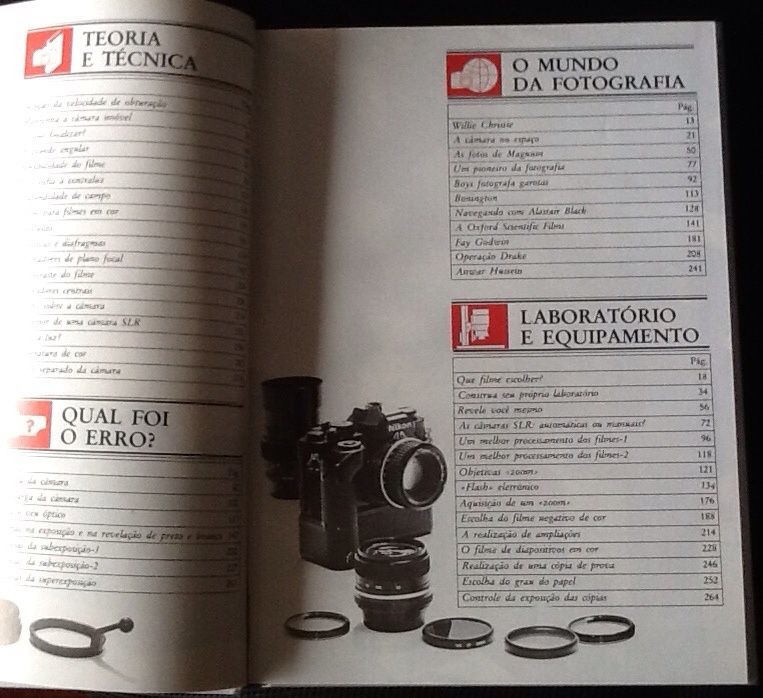 TEORIA
E TÉCNICA
da velocidade de obturação
a câmara imóvel
focalizar?
angular
do filme
a contraluz
de campo
para filmes em cor
e diafragmas
de plano focal
do filme
centrais
sobre a câmara
de uma câmara SLR
luz?
de cor
da câmara
?
QUAL FOI
O ERRO?
da câmara
da câmara
seu óptico
na exposição e na revelação de preto e branco
da subexposição-1
da subexposição-2
da superexposição
O MUNDO
DA FOTOGRAFIA
Pág.
Willie Christie 13
A câmara no espaço 21
As fotos de Magnum 50
Um pioneiro da fotografia 77
Boys fotografa garotas 92
Bonington 113
Navegando com Alastair Black 128
A Oxford Scientific Films 141
Fay Godwin 181
Operação Drake 208
Anwar Hussein 241
LABORATÓRIO
E EQUIPAMENTO
Pág.
Que filme escolher? 18
Construa seu próprio laboratório 34
Revele você mesmo 56
As câmaras SLR: automáticas ou manuais? 72
Um melhor processamento dos filmes-1 96
Um melhor processamento dos filmes-2 118
Objetivas «zoom» 121
«Flash» eletrônico 134
Aquisição de um «zoom» 176
Escolha do filme negativo de cor 188
A realização de ampliações 214
O filme de diapositivos em cor 228
Realização de uma cópia de prova 246
Escolha do grau do papel 252
Controle da exposição das cópias 264
Nikon